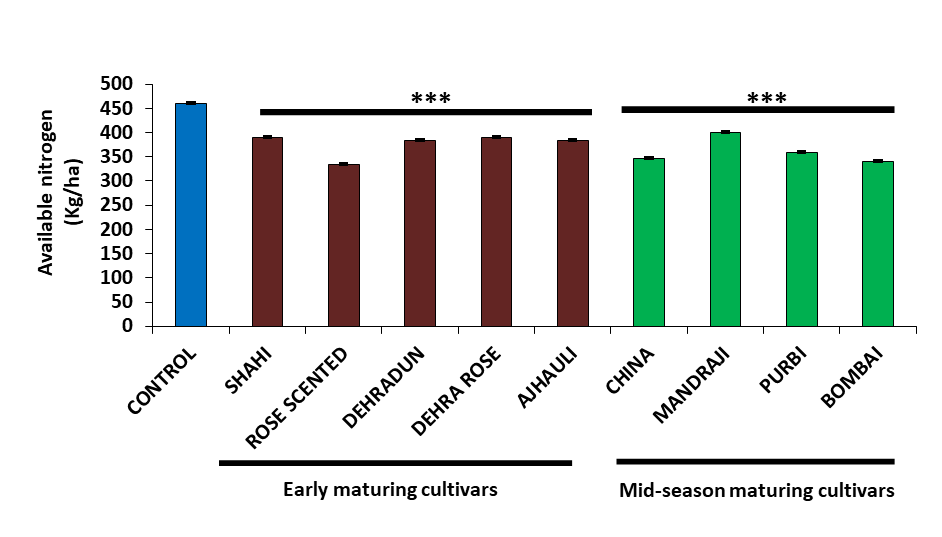 Available nitrogen
(Kg/ha)
500
450
400
350
300
250
200
150
100
50
0
***
***
CONTROL
SHAHI
ROSE SCENTED
DEHRADUN
DEHRA ROSE
AJHAULI
CHINA
MANDRAJI
PURBI
BOMBAI
Early maturing cultivars
Mid-season maturing cultivars